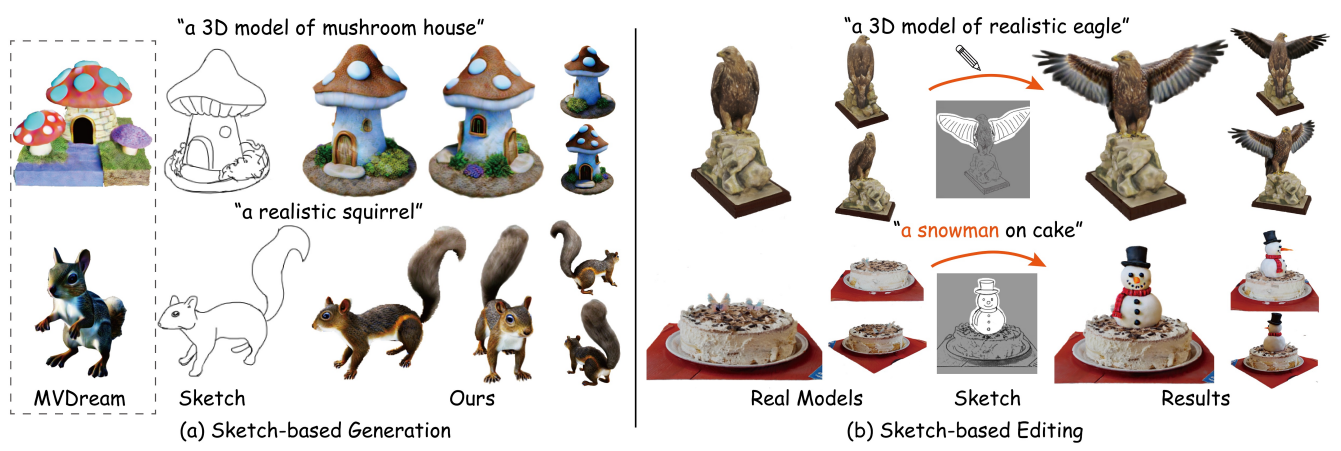 “a 3D model of mushroom house”
“a realistic squirrel”
MVDream
Sketch
Ours
(a) Sketch-based Generation
“a 3D model of realistic eagle”
“a snowman on cake”
Real Models
Sketch
Results
(b) Sketch-based Editing